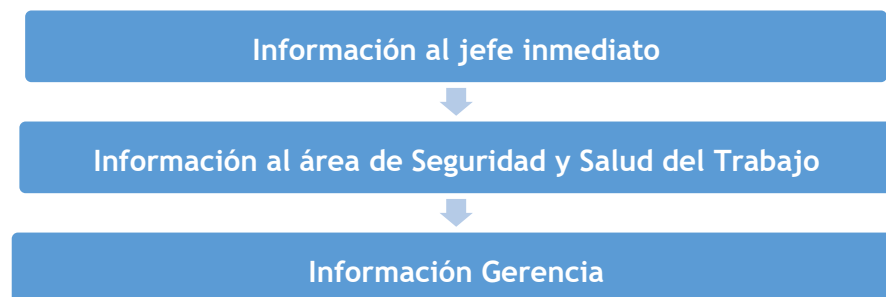 Información al jefe inmediato
Información al área de Seguridad y Salud del Trabajo
Información Gerencia